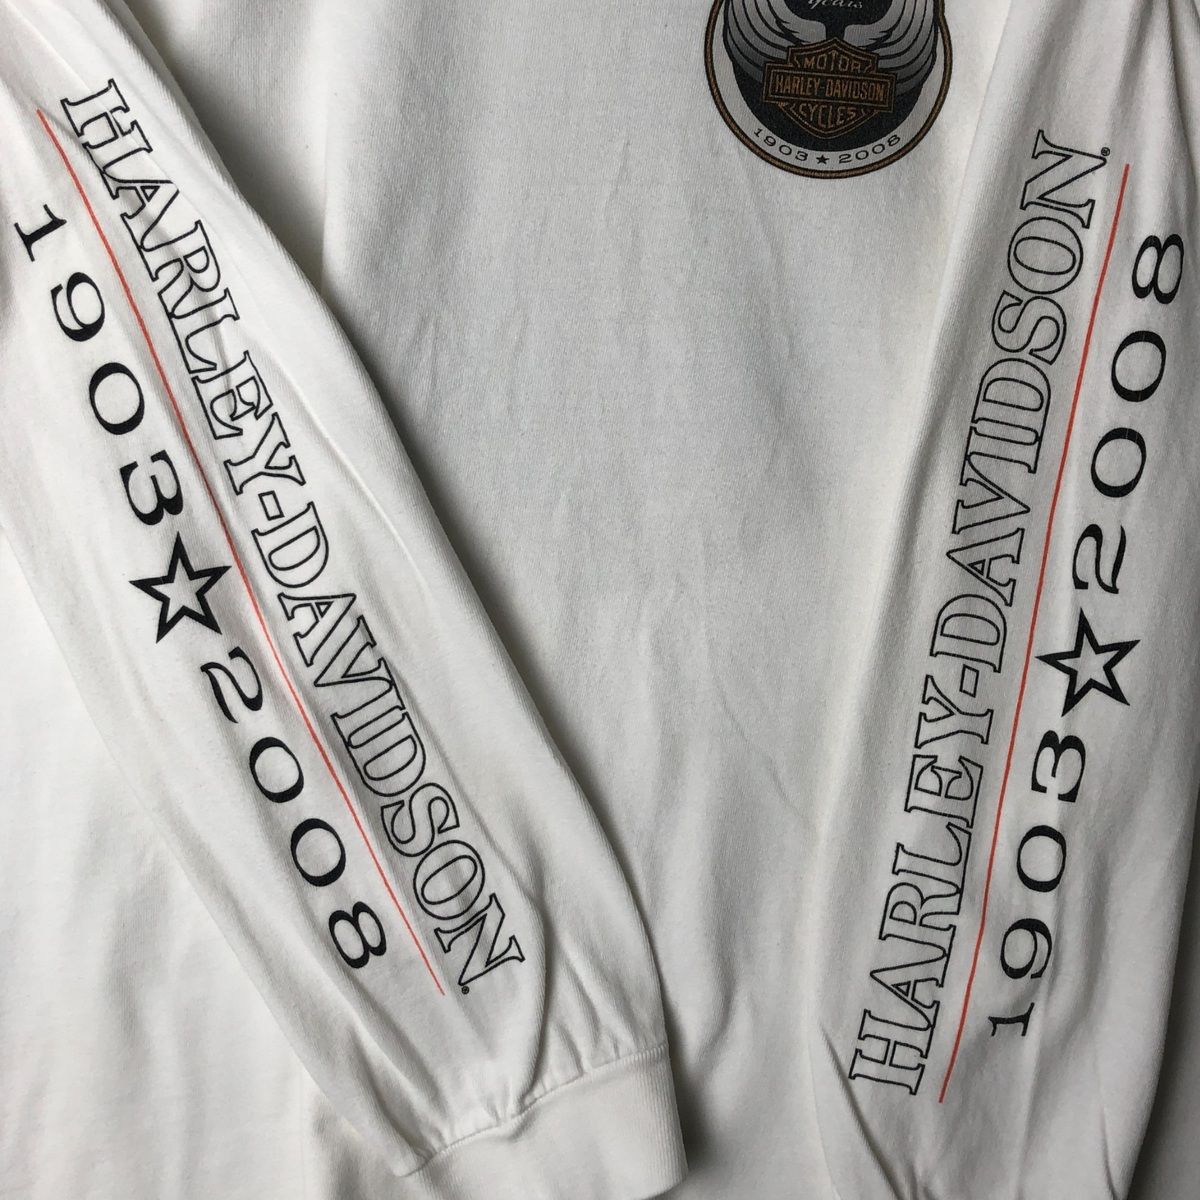 Years
MOTOR
HARLEY-DAVIDSON
CYCLES
1903 ★ 2008
HARLEY-DAVIDSON®
1903☆2008
HARLEY-DAVIDSON®
1903☆2008